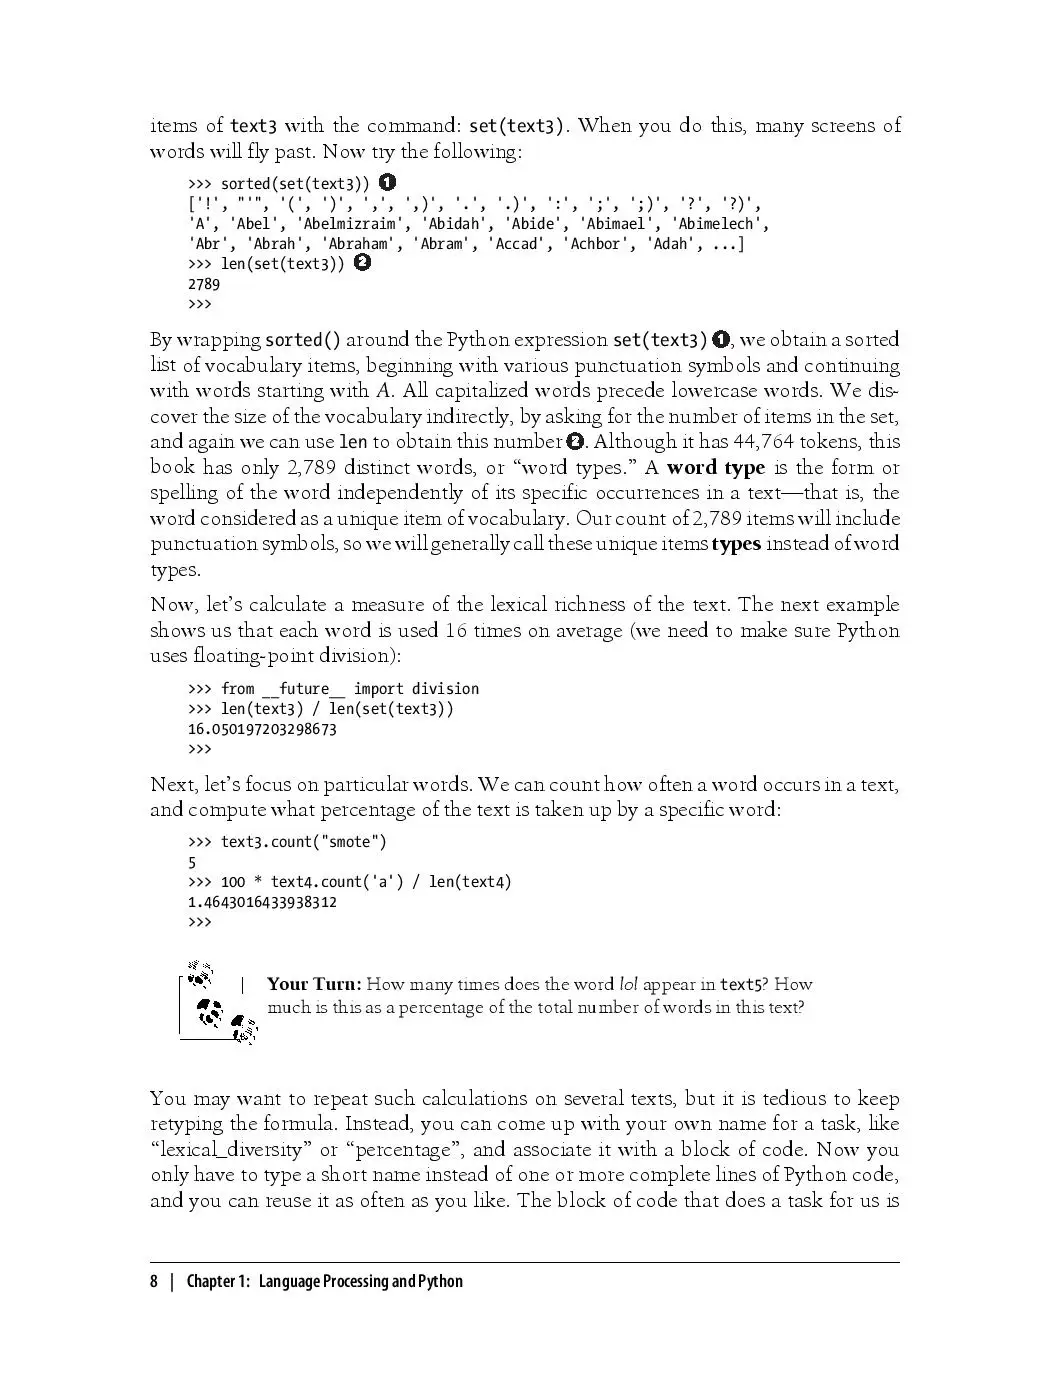 items of text3 with the command: set(text3). When you do this, many screens of
words will fly past. Now try the following:
>>> sorted(set(text3)) ❶
['!', "'", '(', ')', ',', ',)', '.', '.)', ':', ';', ';)', '?', '?)',
'A', 'Abel', 'Abelmizraim', 'Abidah', 'Abide', 'Abimael', 'Abimelech',
'Abr', 'Abrah', 'Abraham', 'Abram', 'Accad', 'Achbor', 'Adah', ...]
>>> len(set(text3)) ❷
2789
>>>
By wrapping sorted() around the Python expression set(text3) ❶, we obtain a sorted
list of vocabulary items, beginning with various punctuation symbols and continuing
with words starting with A. All capitalized words precede lowercase words. We dis-
cover the size of the vocabulary indirectly, by asking for the number of items in the set,
and again we can use len to obtain this number ❷. Although it has 44,764 tokens, this
book has only 2,789 distinct words, or “word types.” A word type is the form or
spelling of the word independently of its specific occurrences in a text—that is, the
word considered as a unique item of vocabulary. Our count of 2,789 items will include
punctuation symbols, so we will generally call these unique items types instead of word
types.
Now, let’s calculate a measure of the lexical richness of the text. The next example
shows us that each word is used 16 times on average (we need to make sure Python
uses floating-point division):
>>> from __future__ import division
>>> len(text3) / len(set(text3))
16.050197203298673
>>>
Next, let’s focus on particular words. We can count how often a word occurs in a text,
and compute what percentage of the text is taken up by a specific word:
>>> text3.count("smote")
5
>>> 100 * text4.count('a') / len(text4)
1.4643016433938312
>>>
Your Turn: How many times does the word lol appear in text5? How
much is this as a percentage of the total number of words in this text?
You may want to repeat such calculations on several texts, but it is tedious to keep
retyping the formula. Instead, you can come up with your own name for a task, like
“lexical_diversity” or “percentage”, and associate it with a block of code. Now you
only have to type a short name instead of one or more complete lines of Python code,
and you can reuse it as often as you like. The block of code that does a task for us is
8 | Chapter 1: Language Processing and Python